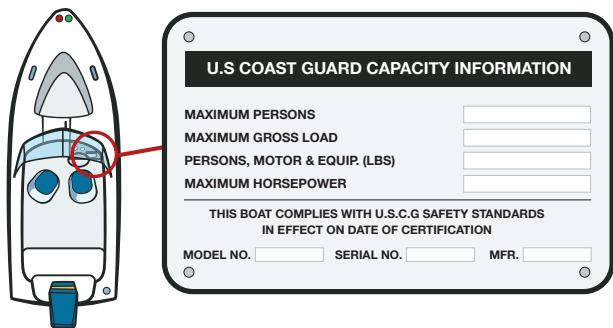 U.S COAST GUARD CAPACITY INFORMATION
MAXIMUM PERSONS
MAXIMUM GROSS LOAD
PERSONS, MOTOR & EQUIP. (LBS)
MAXIMUM HORSEPOWER
THIS BOAT COMPLIES WITH U.S.C.G SAFETY STANDARDS
IN EFFECT ON DATE OF CERTIFICATION
MODEL NO. SERIAL NO. MFR.